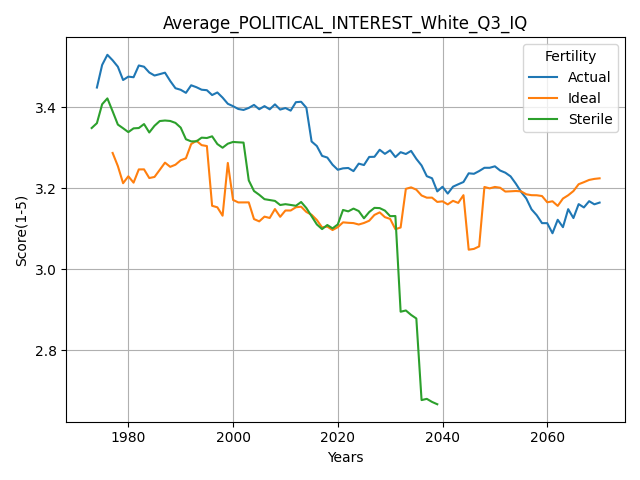 Average_POLITICAL_INTEREST_White_Q3_IQ
Fertility
Actual
Ideal
Sterile
Score(1-5)
3.4
3.2
3.0
2.8
1980 2000 2020 2040 2060
Years